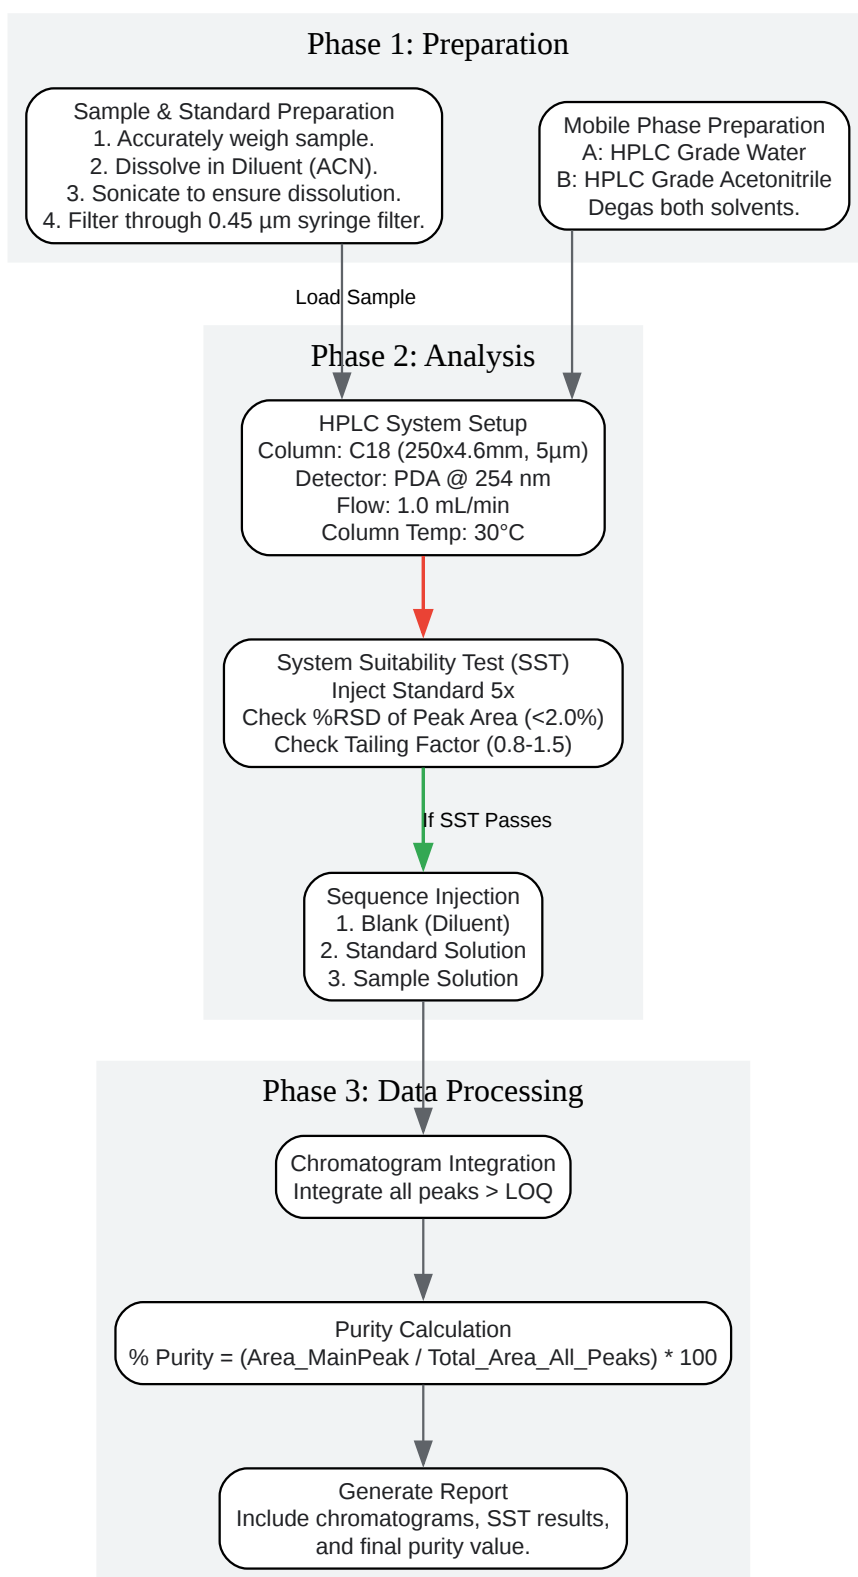 Phase 1: Preparation
Sample & Standard Preparation
1. Accurately weigh sample.
2. Dissolve in Diluent (ACN).
3. Sonicate to ensure dissolution.
4. Filter through 0.45 µm syringe filter.
Mobile Phase Preparation
A: HPLC Grade Water
B: HPLC Grade Acetonitrile
Degas both solvents.
Load Sample
Phase 2: Analysis
HPLC System Setup
Column: C18 (250x4.6mm, 5µm)
Detector: PDA @ 254 nm
Flow: 1.0 mL/min
Column Temp: 30°C
System Suitability Test (SST)
Inject Standard 5x
Check %RSD of Peak Area (<2.0%)
Check Tailing Factor (0.8-1.5)
If SST Passes
Sequence Injection
1. Blank (Diluent)
2. Standard Solution
3. Sample Solution
Phase 3: Data Processing
Chromatogram Integration
Integrate all peaks > LOQ
Purity Calculation
% Purity = (Area_MainPeak / Total_Area_All_Peaks) * 100
Generate Report
Include chromatograms, SST results,
and final purity value.